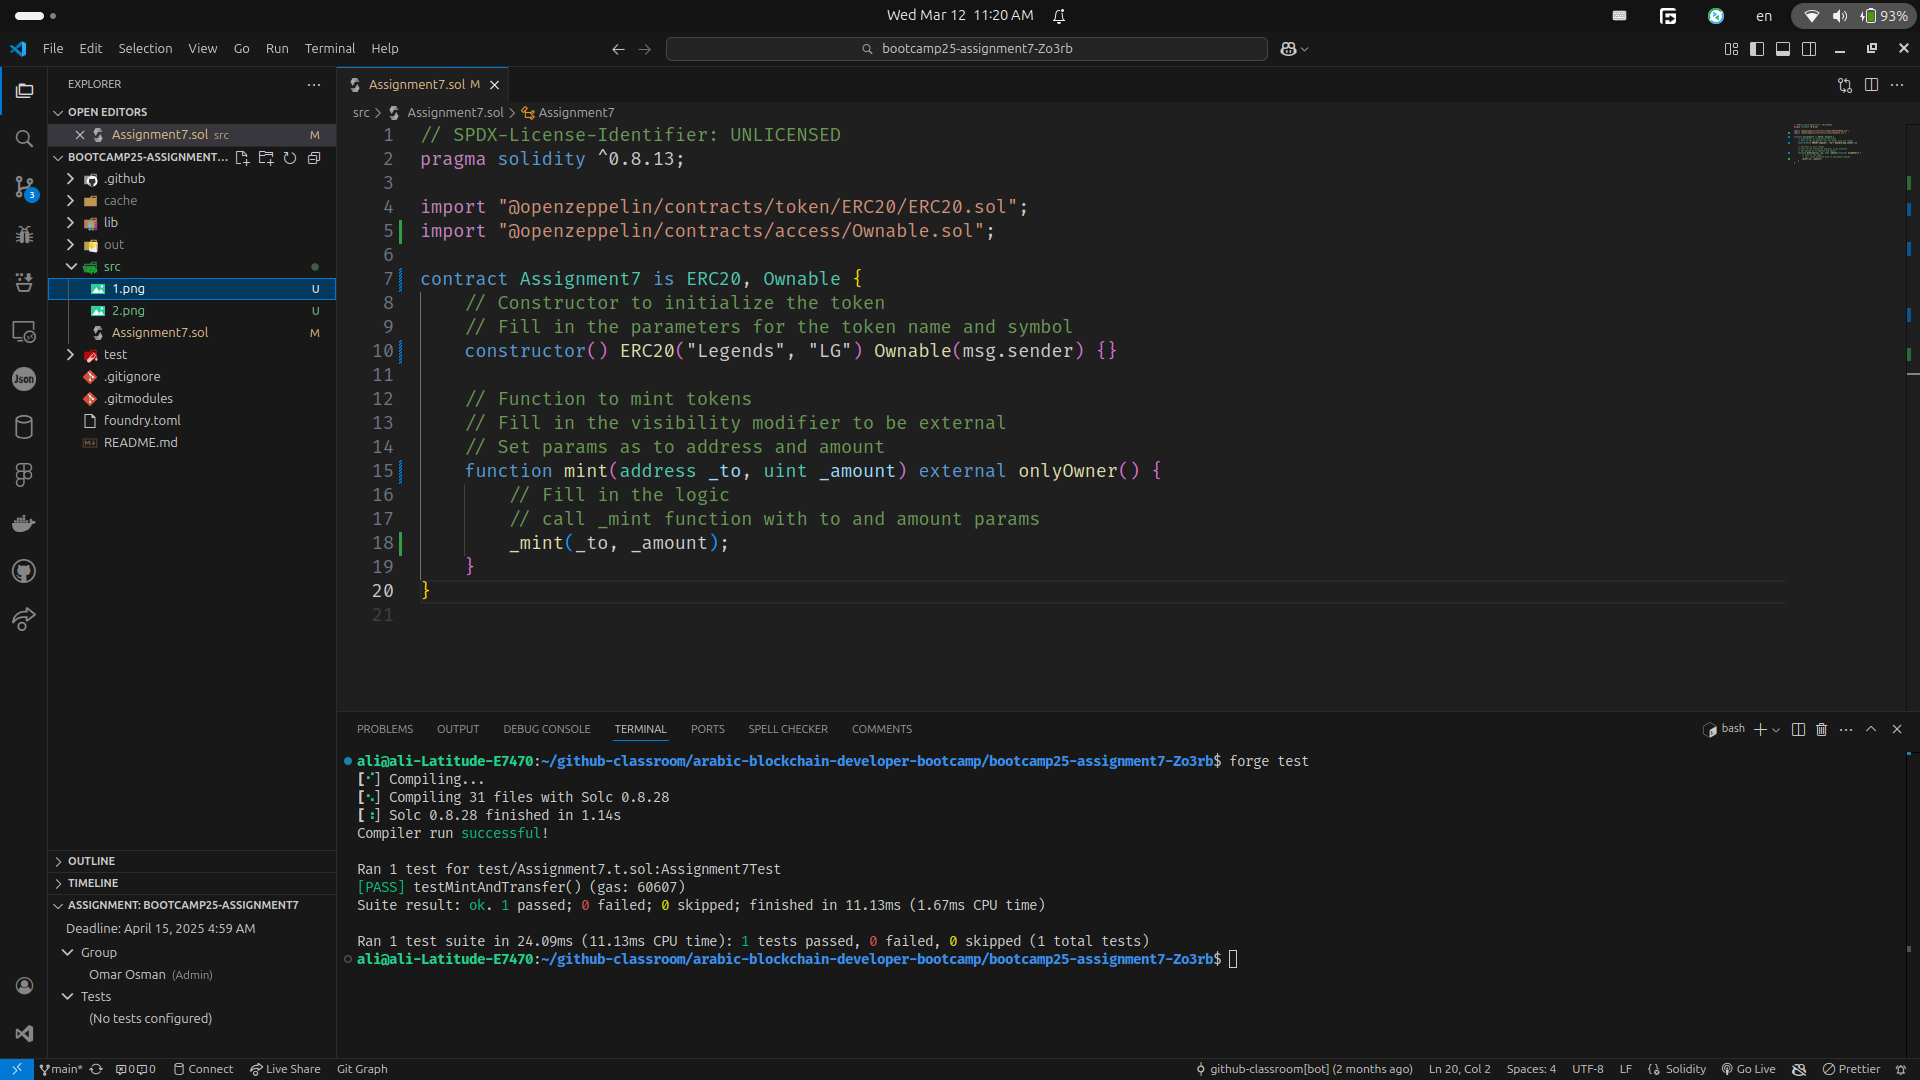 Wed Mar 12 11:20 AM
en
93%
File Edit Selection View Go Run Terminal Help
bootcamp25-assignment7-Zo3rb
EXPLORER
OPEN EDITORS
Assignment7.sol src M
BOOTCAMP25-ASSIGNMENT...
.github
cache
lib
out
src
1.png U
2.png U
Assignment7.sol M
test
.gitignore
.gitmodules
foundry.toml
README.md
OUTLINE
TIMELINE
ASSIGNMENT: BOOTCAMP25-ASSIGNMENT7
Deadline: April 15, 2025 4:59 AM
Group
Omar Osman (Admin)
Tests
(No tests configured)
3
Json
Assignment7.sol M
src > Assignment7.sol > Assignment7
1 // SPDX-License-Identifier: UNLICENSED
2 pragma solidity ^0.8.13;
3
4 import "@openzeppelin/contracts/token/ERC20/ERC20.sol";
5 import "@openzeppelin/contracts/access/Ownable.sol";
6
7 contract Assignment7 is ERC20, Ownable {
8 // Constructor to initialize the token
9 // Fill in the parameters for the token name and symbol
10 constructor() ERC20("Legends", "LG") Ownable(msg.sender) {}
11
12 // Function to mint tokens
13 // Fill in the visibility modifier to be external
14 // Set params as to address and amount
15 function mint(address _to, uint _amount) external onlyOwner() {
16 // Fill in the logic
17 // call _mint function with to and amount params
18 _mint(_to, _amount);
19 }
20 }
21
PROBLEMS OUTPUT DEBUG CONSOLE TERMINAL PORTS SPELL CHECKER COMMENTS
bash
ali@ali-Latitude-E7470:~/github-classroom/arabic-blockchain-developer-bootcamp/bootcamp25-assignment7-Zo3rb$ forge test
[⠊] Compiling...
[⠢] Compiling 31 files with Solc 0.8.28
[⠰] Solc 0.8.28 finished in 1.14s
Compiler run successful!
Ran 1 test for test/Assignment7.t.sol:Assignment7Test
[PASS] testMintAndTransfer() (gas: 60607)
Suite result: ok. 1 passed; 0 failed; 0 skipped; finished in 11.13ms (1.67ms CPU time)
Ran 1 test suite in 24.09ms (11.13ms CPU time): 1 tests passed, 0 failed, 0 skipped (1 total tests)
ali@ali-Latitude-E7470:~/github-classroom/arabic-blockchain-developer-bootcamp/bootcamp25-assignment7-Zo3rb$
main* 0 0 Connect Live Share Git Graph
github-classroom[bot] (2 months ago) Ln 20, Col 2 Spaces: 4 UTF-8 LF {} Solidity Go Live Prettier